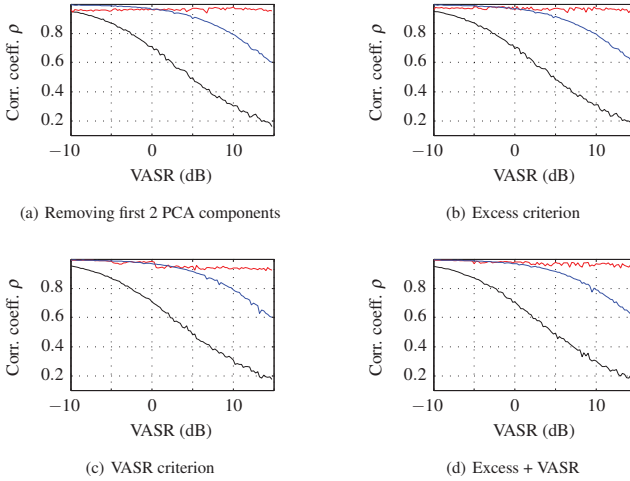 0.8
0.6
0.4
0.2
Corr. coeff. ρ
−10 0 10
VASR (dB)
(a) Removing first 2 PCA components
0.8
0.6
0.4
0.2
Corr. coeff. ρ
−10 0 10
VASR (dB)
(b) Excess criterion
0.8
0.6
0.4
0.2
Corr. coeff. ρ
−10 0 10
VASR (dB)
(c) VASR criterion
0.8
0.6
0.4
0.2
Corr. coeff. ρ
−10 0 10
VASR (dB)
(d) Excess + VASR